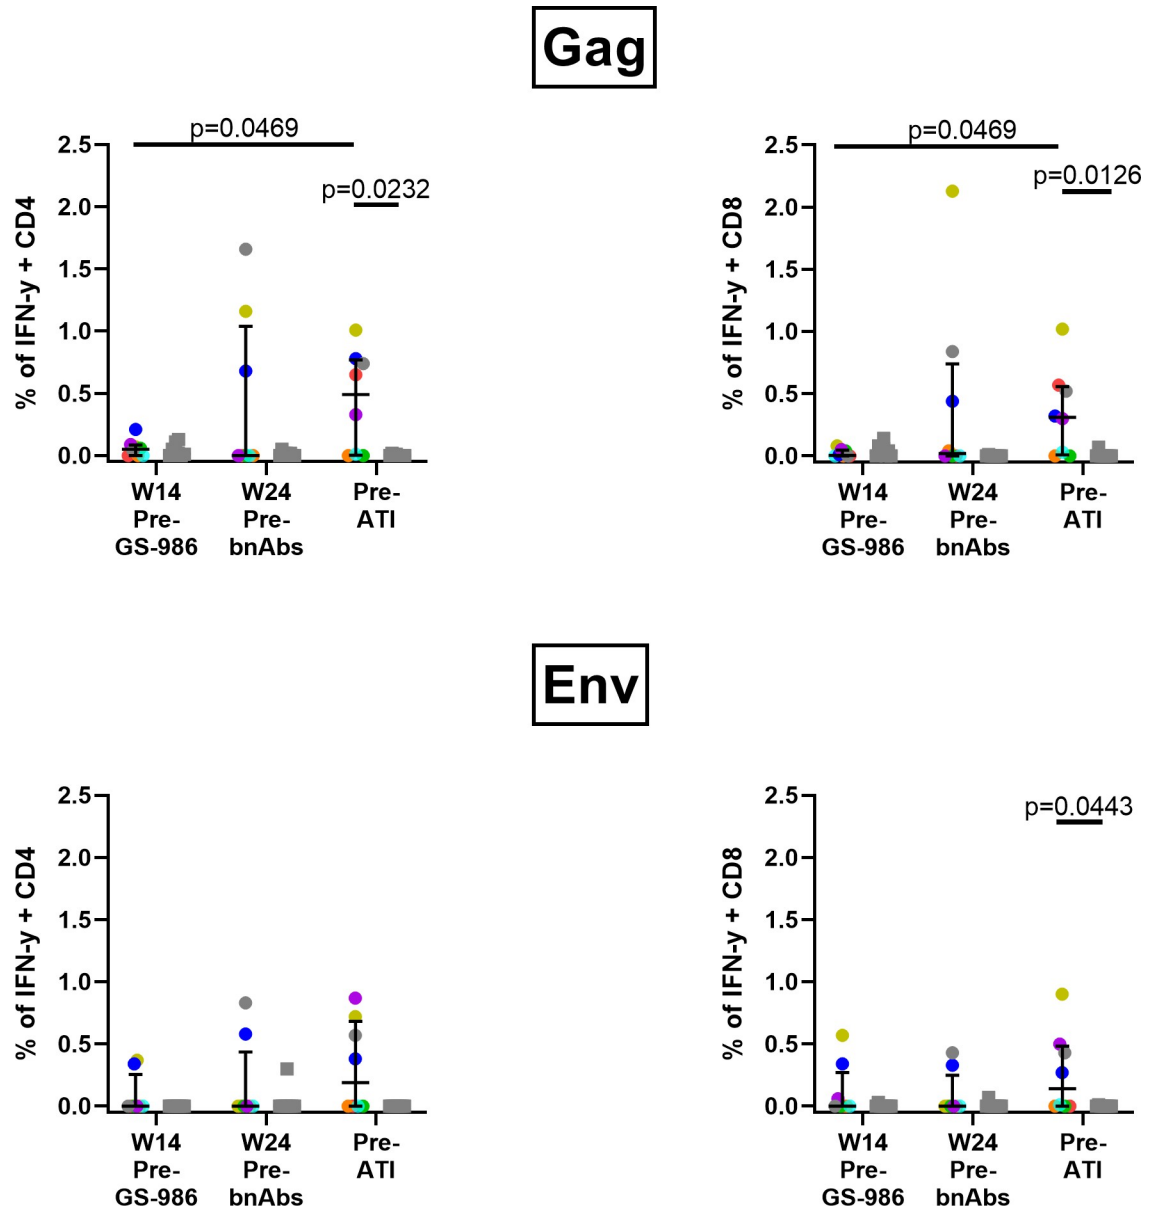 Gag
p=0.0469
p=0.0232
% of IFN-y + CD4
2.5
2.0
1.5
1.0
0.5
0.0
W14
Pre-
GS-986
W24
Pre-
bnAbs
Pre-
ATI
p=0.0469
p=0.0126
% of IFN-y + CD8
2.5
2.0
1.5
1.0
0.5
0.0
W14
Pre-
GS-986
W24
Pre-
bnAbs
Pre-
ATI
Env
% of IFN-y + CD4
2.5
2.0
1.5
1.0
0.5
0.0
W14
Pre-
GS-986
W24
Pre-
bnAbs
Pre-
ATI
p=0.0443
% of IFN-y + CD8
2.5
2.0
1.5
1.0
0.5
0.0
W14
Pre-
GS-986
W24
Pre-
bnAbs
Pre-
ATI